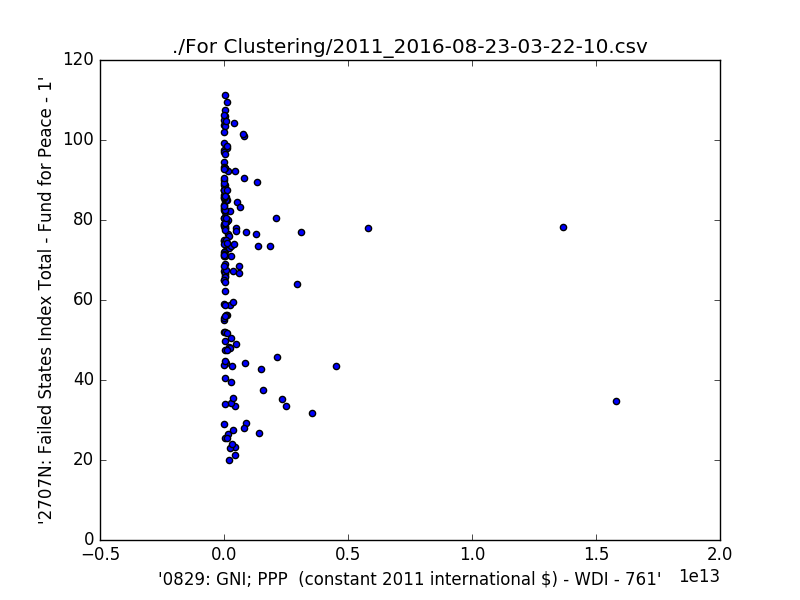 ./For Clustering/2011_2016-08-23-03-22-10.csv
120
100
80
60
40
20
0
'2707N: Failed States Index Total - Fund for Peace - 1'
−0.5 0.0 0.5 1.0 1.5 2.0
1e13
'0829: GNI; PPP  (constant 2011 international $) - WDI - 761'